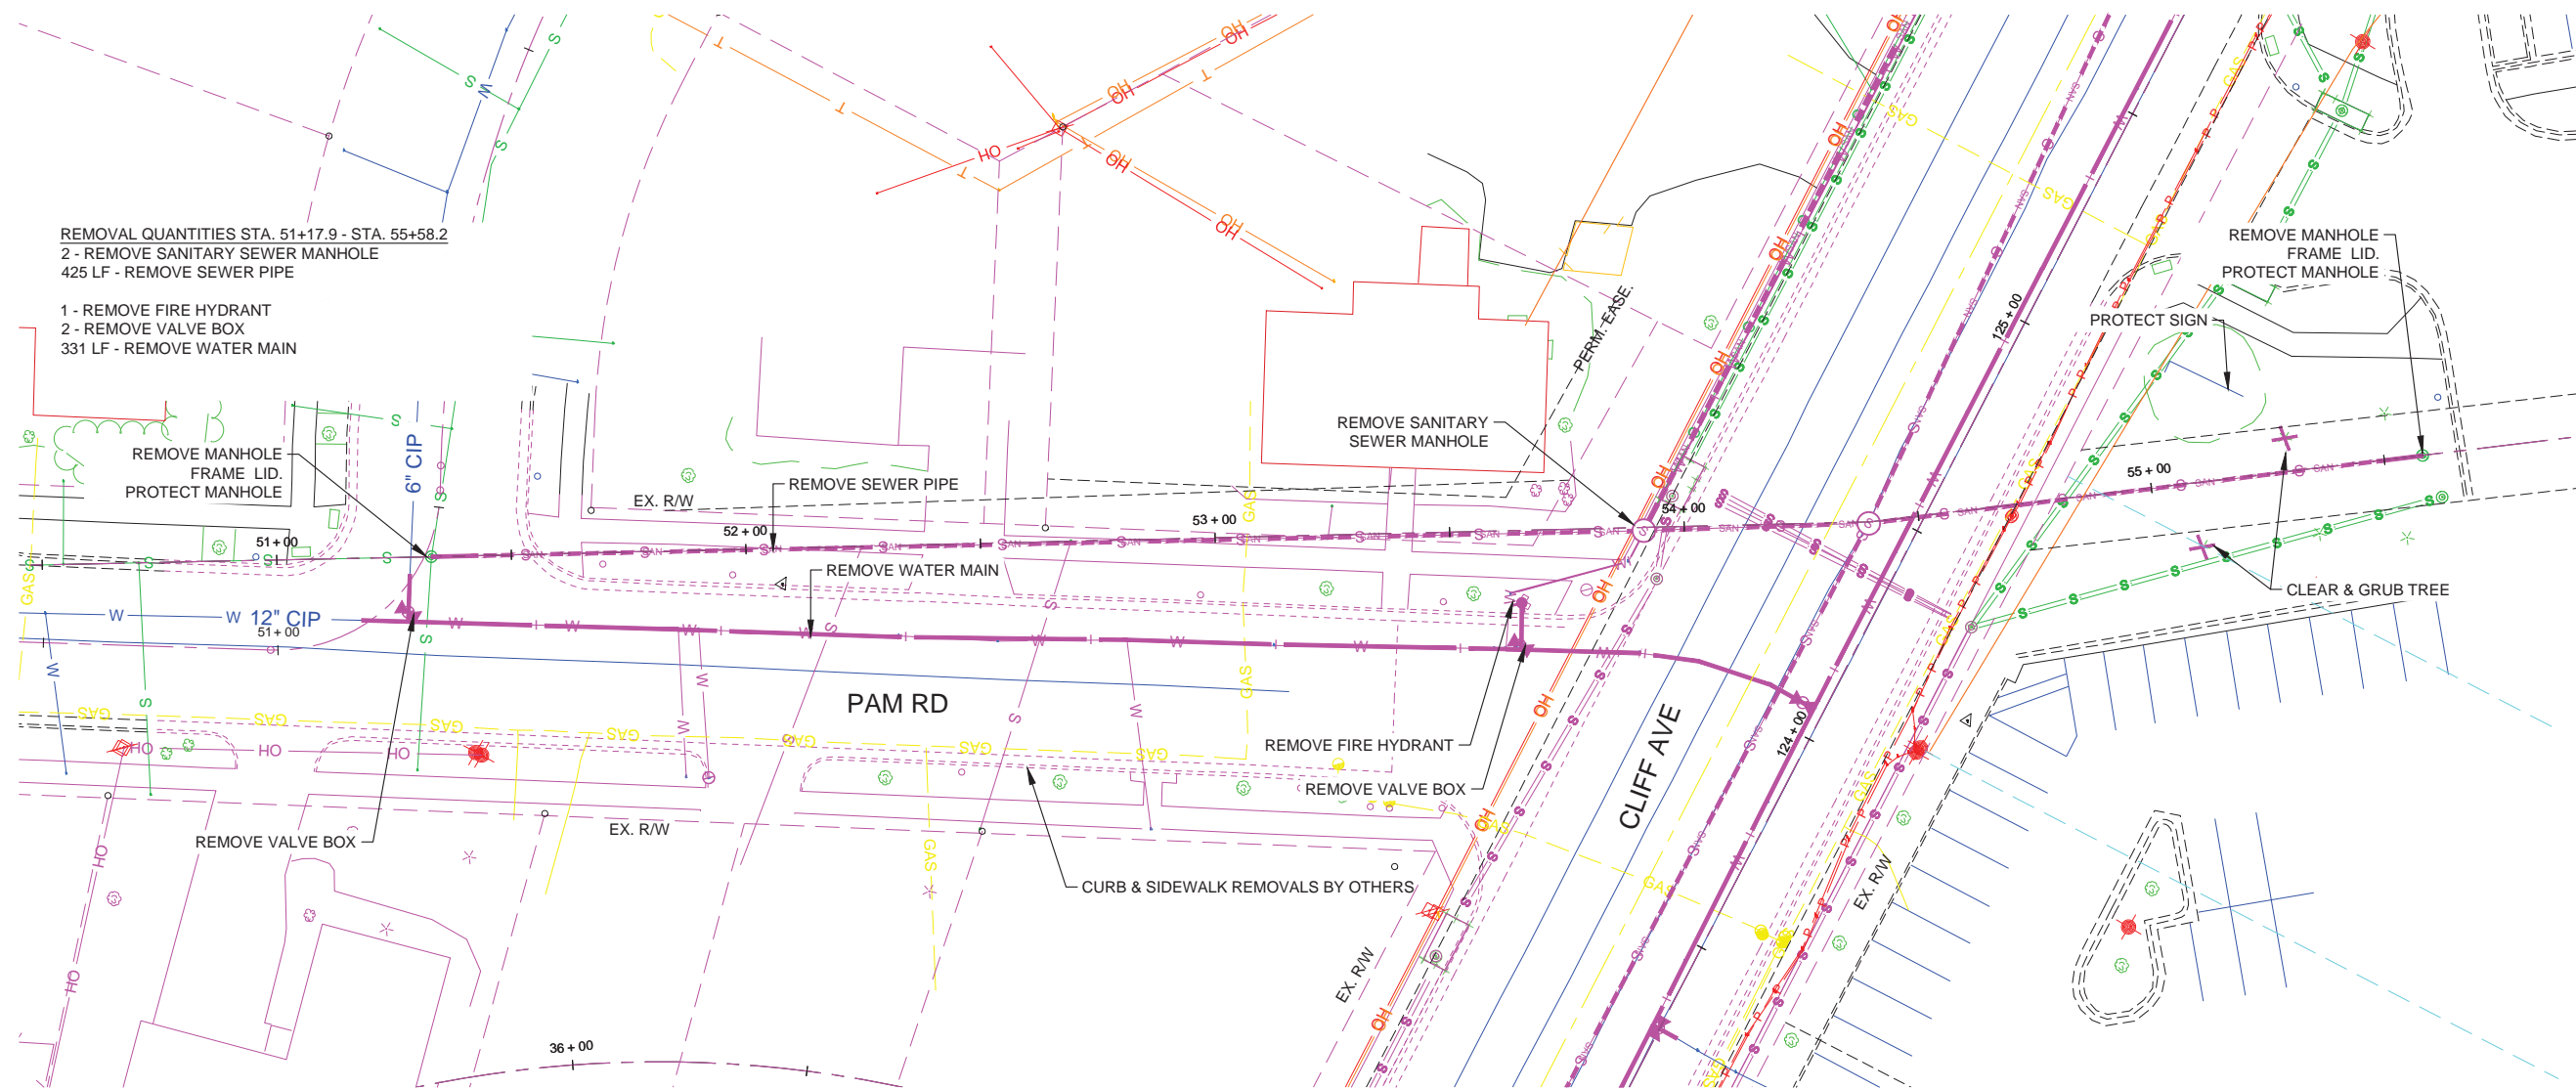 REMOVAL QUANTITIES STA. 51+17.9 - STA. 55+58.2
2 - REMOVE SANITARY SEWER MANHOLE
425 LF - REMOVE SEWER PIPE
1 - REMOVE FIRE HYDRANT
2 - REMOVE VALVE BOX
331 LF - REMOVE WATER MAIN
REMOVE MANHOLE
FRAME LID.
PROTECT MANHOLE
6" CIP
EX. R/W
REMOVE SEWER PIPE
51+00
52+00
53+00
54+00
55+00
REMOVE WATER MAIN
12" CIP
51+00
PAM RD
REMOVE SANITARY
SEWER MANHOLE
PERM. EASE.
REMOVE MANHOLE
FRAME LID.
PROTECT MANHOLE
PROTECT SIGN
125+00
CLEAR & GRUB TREE
REMOVE FIRE HYDRANT
REMOVE VALVE BOX
CLIFF AVE
124+00
REMOVE VALVE BOX
EX. R/W
CURB & SIDEWALK REMOVALS BY OTHERS
EX. R/W
EX. R/W
36+00